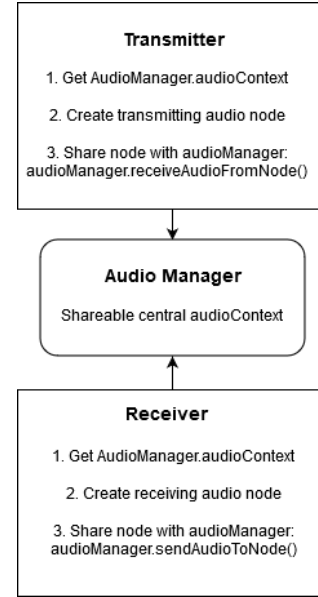 Transmitter
1. Get AudioManager.audioContext
2. Create transmitting audio node
3. Share node with audioManager:
audioManager.receiveAudioFromNode()
Audio Manager
Shareable central audioContext
Receiver
1. Get AudioManager.audioContext
2. Create receiving audio node
3. Share node with audioManager:
audioManager.sendAudioToNode()